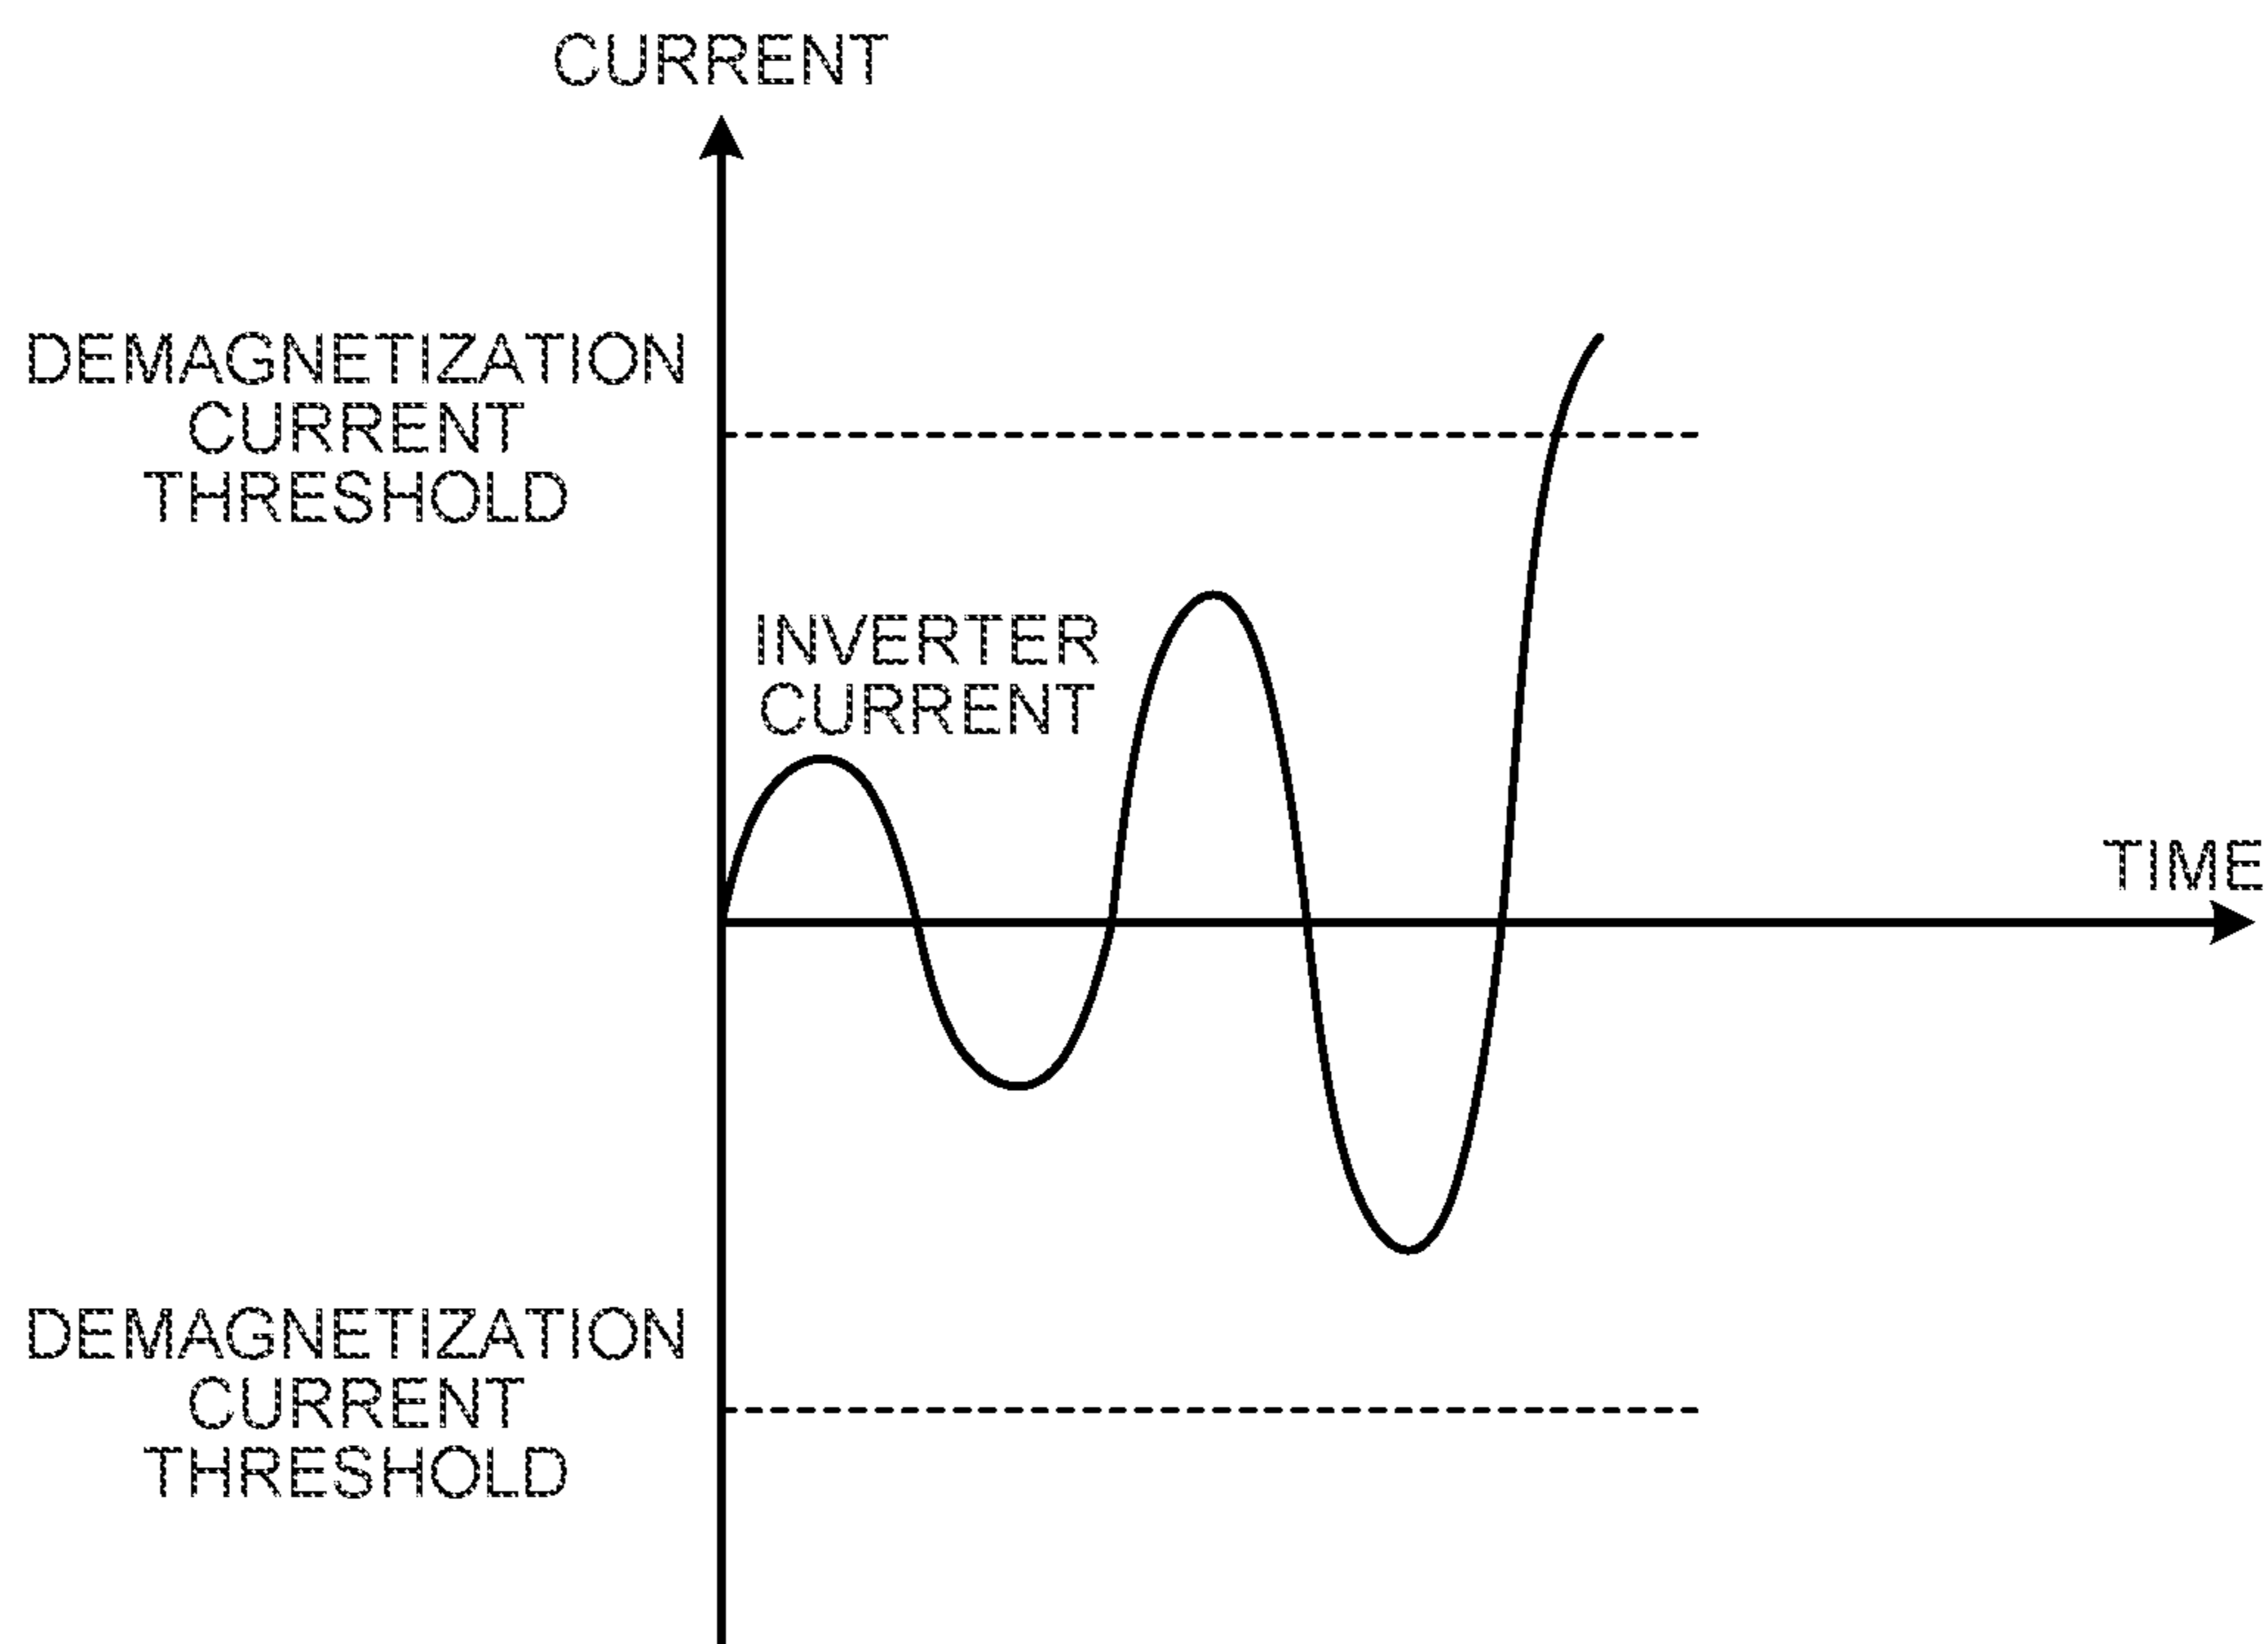 CURRENT
DEMAGNETIZATION
CURRENT
THRESHOLD
INVERTER
CURRENT
TIME
DEMAGNETIZATION
CURRENT
THRESHOLD